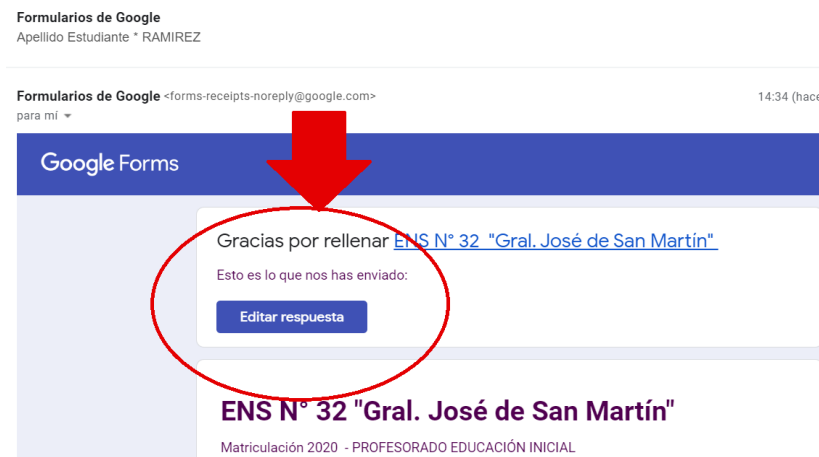 Formularios de Google
Apellido Estudiante * RAMIREZ
Formularios de Google <forms-receipts-noreply@google.com>
14:34 (hace
para mí
Google Forms
Gracias por rellenar ENS N° 32 "Gral. José de San Martín"
Esto es lo que nos has enviado:
Editar respuesta
ENS N° 32 "Gral. José de San Martín"
Matriculación 2020 - PROFESORADO EDUCACIÓN INICIAL